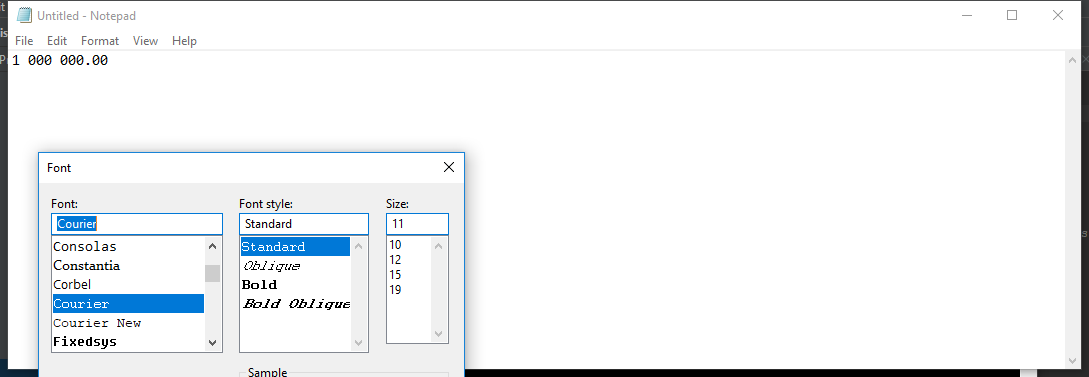 Untitled - Notepad
File Edit Format View Help
1 000 000.00
Font
Font: Font style: Size:
Courier Standard 11
Consolas Standard 10
Constantia Oblique 12
Corbel Bold 15
Courier Bold Oblique 19
Courier New
Fixedsys
Sample